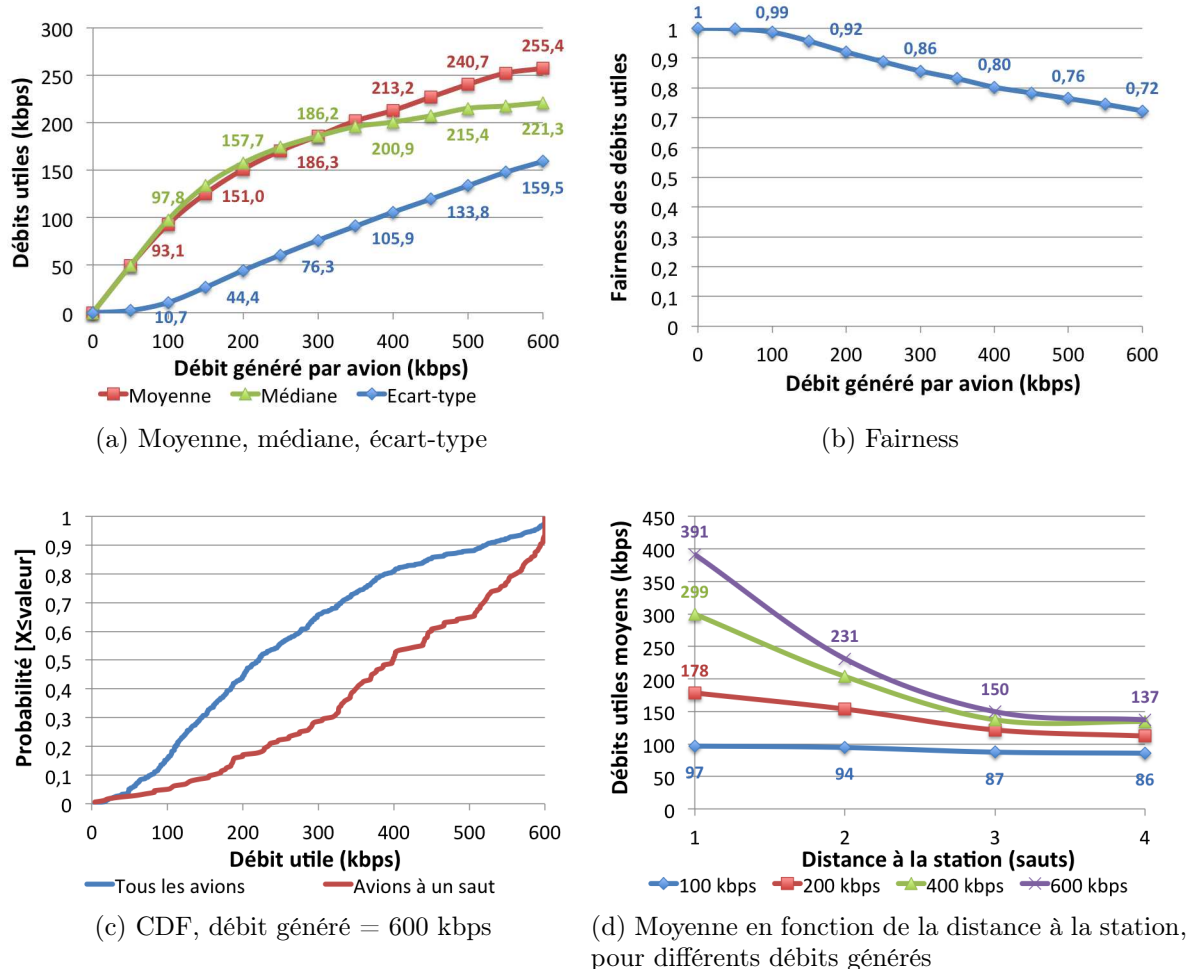 Débits utiles (kbps)
300
250
200
150
100
50
0
97,8
157,7
186,2
213,2
240,7
255,4
93,1
151,0
186,3
200,9
215,4
221,3
10,7
44,4
76,3
105,9
133,8
159,5
0 100 200 300 400 500 600
Débit généré par avion (kbps)
Moyenne Médiane Ecart-type
(a) Moyenne, médiane, écart-type
Fairness des débits utiles
1
0,9
0,8
0,7
0,6
0,5
0,4
0,3
0,2
0,1
0
1 0,99 0,92 0,86 0,80 0,76 0,72
0 100 200 300 400 500 600
Débit généré par avion (kbps)
(b) Fairness
Probabilité [X≤valeur]
1
0,9
0,8
0,7
0,6
0,5
0,4
0,3
0,2
0,1
0
0 100 200 300 400 500 600
Débit utile (kbps)
Tous les avions Avions à un saut
(c) CDF, débit généré = 600 kbps
Débits utiles moyens (kbps)
450
400
350
300
250
200
150
100
50
0
391
299
231
178
150
137
97 94 87 86
1 2 3 4
Distance à la station (sauts)
100 kbps 200 kbps 400 kbps 600 kbps
(d) Moyenne en fonction de la distance à la station,
pour différents débits générés